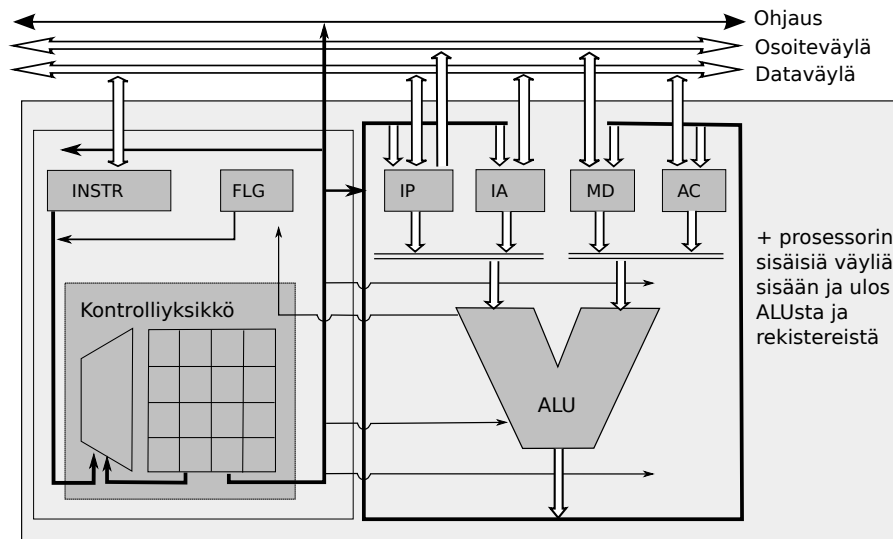 Ohjaus
Osoiteväylä
Dataväylä
INSTR
FLG
IP
IA
MD
AC
+ prosessorin
sisäisiä väyliä
sisään ja ulos
ALUsta ja
rekistereistä
Kontrolliyksikkö
ALU